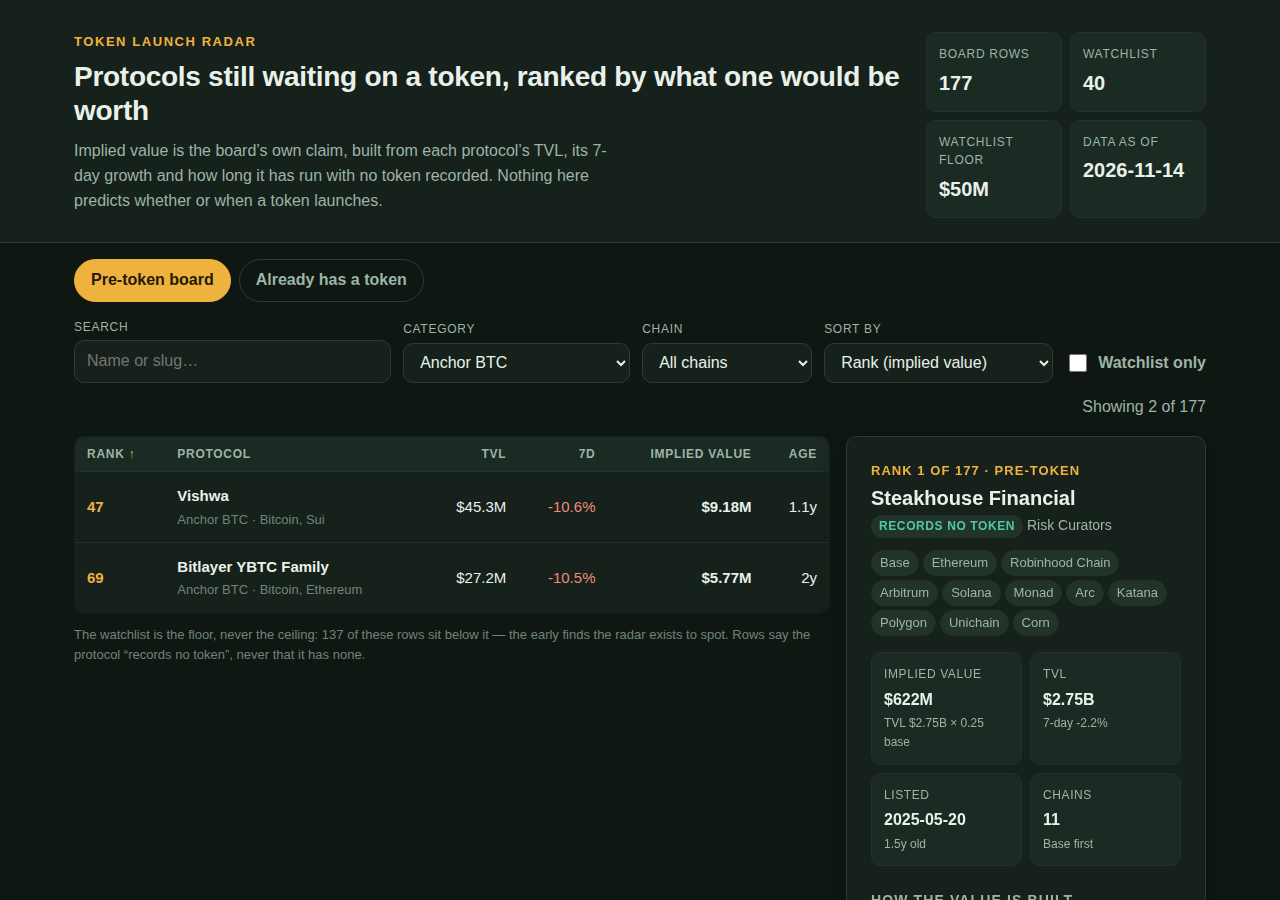 TOKEN LAUNCH RADAR
Protocols still waiting on a token, ranked by what one would be
worth
Implied value is the board’s own claim, built from each protocol’s TVL, its 7-
day growth and how long it has run with no token recorded. Nothing here
predicts whether or when a token launches.
BOARD ROWS
177
WATCHLIST
40
WATCHLIST
FLOOR
$50M
DATA AS OF
2026-11-14
Pre-token board
Already has a token
SEARCH
Name or slug…
CATEGORY
Anchor BTC
CHAIN
All chains
SORT BY
Rank (implied value)
Watchlist only
Showing 2 of 177
RANK ↑ PROTOCOL TVL 7D IMPLIED VALUE AGE
47 Vishwa $45.3M -10.6% $9.18M 1.1y
Anchor BTC · Bitcoin, Sui
69 Bitlayer YBTC Family $27.2M -10.5% $5.77M 2y
Anchor BTC · Bitcoin, Ethereum
The watchlist is the floor, never the ceiling: 137 of these rows sit below it — the early finds the radar exists to spot. Rows say the
protocol “records no token”, never that it has none.
RANK 1 OF 177 · PRE-TOKEN
Steakhouse Financial
RECORDS NO TOKEN Risk Curators
Base Ethereum Robinhood Chain
Arbitrum Solana Monad Arc Katana
Polygon Unichain Corn
IMPLIED VALUE
$622M
TVL $2.75B × 0.25
base
TVL
$2.75B
7-day -2.2%
LISTED
2025-05-20
1.5y old
CHAINS
11
Base first
HOW THE VALUE IS BUILT